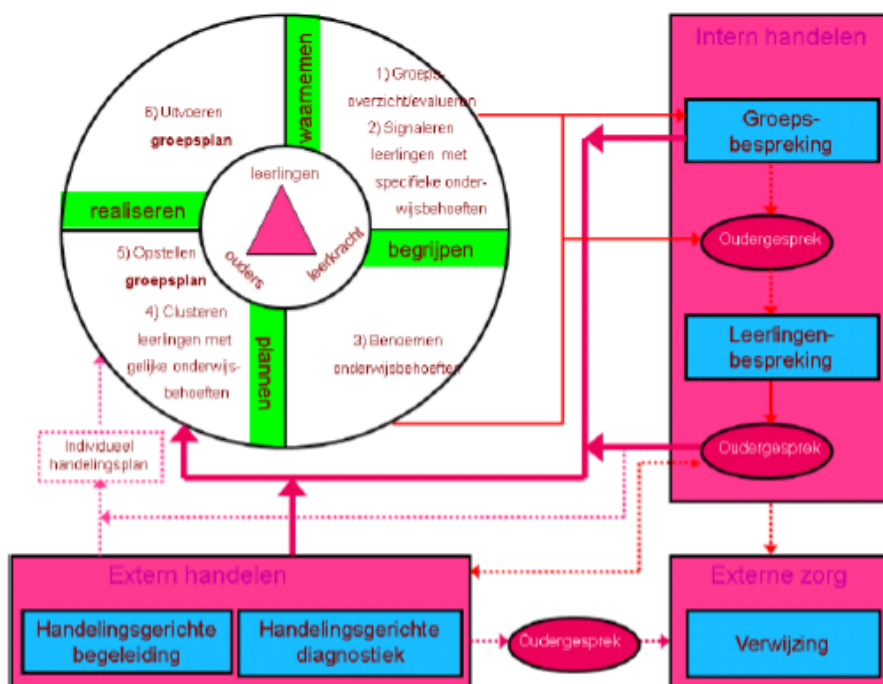 waarnemen
1) Groeps-
overzicht/evalueren
2) Signaleren
leerlingen met
specifieke onder-
wijsbehoeften
begrijpen
3) Benoemen
onderwijsbehoeften
plannen
4) Clusteren
leerlingen met
gelijke onderwijs-
behoeften
5) Opstellen
groepsplan
realiseren
6) Uitvoeren
groepsplan
leerlingen
ouders
leerkracht
Individueel
handelingsplan
Intern handelen
Groeps-
bespreking
Oudergesprek
Leerlingen-
bespreking
Oudergesprek
Extern handelen
Handelingsgerichte
begeleiding
Handelingsgerichte
diagnostiek
Oudergesprek
Externe zorg
Verwijzing